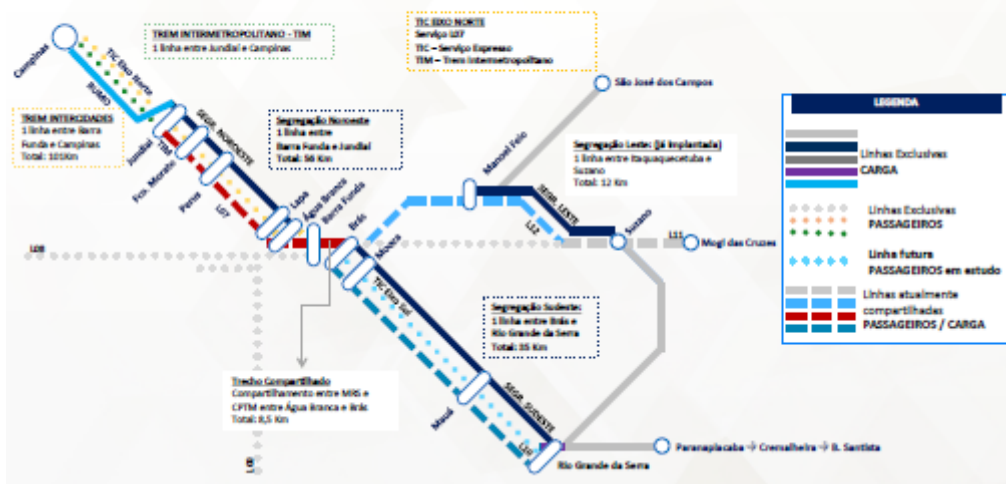 TREM INTERMETROPOLITANO - TIM
1 linha entre Jundiaí e Campinas
TIC EIXO NORTE
Serviço L07
TIC – Serviço Expresso
TIM – Trem Intermetropolitano
Campinas
TIC Eixo Norte
RUMO
São José dos Campos
TREM INTERCIDADES
1 linha entre Barra
Funda e Campinas
Total: 101Km
Segregação Noroeste
1 linha entre
Barra Funda e Jundiaí
Total: 56 Km
Segregação Leste: (Já Implantada)
1 linha entre Itaquaquecetuba e
Suzano
Total: 12 Km
SEGR. NOROESTE
Jundiaí
TIM
Fco. Morato
Perus
L07
Lapa
Água Branca
Barra Funda
Brás
Mooca
Manoel Feio
SEGR. LESTE
L12
Suzano
L11
Mogi das Cruzes
L08
TIC Eixo Sul
Segregação Sudeste:
1 linha entre Brás e
Rio Grande da Serra
Total: 35 Km
Trecho Compartilhado
Compartilhamento entre MRS e
CPTM entre Água Branca e Brás
Total: 8,5 Km
Mauá
SEGR. SUDESTE
L10
Rio Grande da Serra
Paranapiacaba → Cremalheira → B. Santista
LEGENDA
Linhas Exclusivas
CARGA
Linhas Exclusivas
PASSAGEIROS
Linha futura
PASSAGEIROS em estudo
Linhas atualmente
compartilhadas
PASSAGEIROS / CARGA